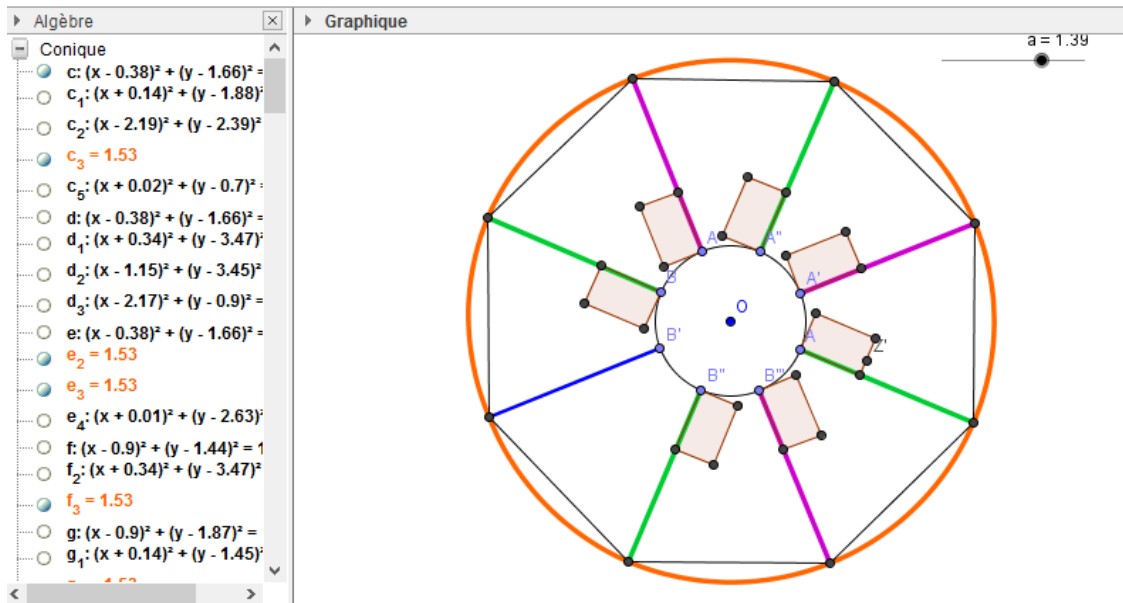 Algèbre
Graphique
Conique
c: (x - 0.38)² + (y - 1.66)² =
c₁: (x + 0.14)² + (y - 1.88)²
c₂: (x - 2.19)² + (y - 2.39)²
c₃ = 1.53
c₅: (x + 0.02)² + (y - 0.7)² =
d: (x - 0.38)² + (y - 1.66)² =
d₁: (x + 0.34)² + (y - 3.47)²
d₂: (x - 1.15)² + (y - 3.45)²
d₃: (x - 2.17)² + (y - 0.9)² =
e: (x - 0.38)² + (y - 1.66)² =
e₂ = 1.53
e₃ = 1.53
e₄: (x + 0.01)² + (y - 2.63)²
f: (x - 0.9)² + (y - 1.44)² = 1
f₂: (x + 0.34)² + (y - 3.47)²
f₃ = 1.53
g: (x - 0.9)² + (y - 1.87)² =
g₁: (x + 0.14)² + (y - 1.45)²
a = 1.39
A
A''
B
A'
O
B'
A
Z'
B''
B'''